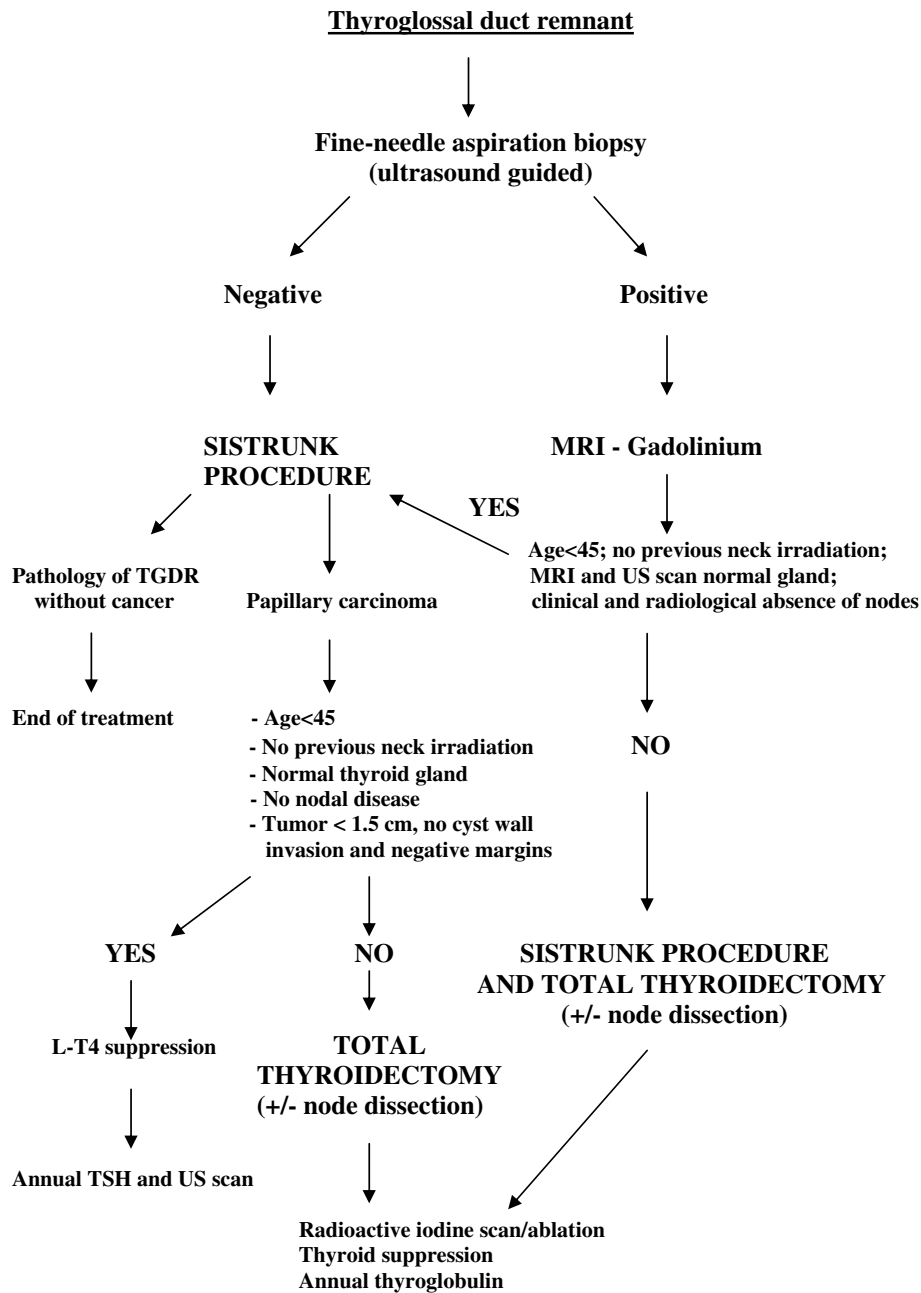 Thyroglossal duct remnant
Fine-needle aspiration biopsy
(ultrasound guided)
Negative
Positive
SISTRUNK
PROCEDURE
MRI - Gadolinium
YES
Age<45; no previous neck irradiation;
MRI and US scan normal gland;
clinical and radiological absence of nodes
Pathology of TGDR
without cancer
Papillary carcinoma
End of treatment
- Age<45
- No previous neck irradiation
- Normal thyroid gland
- No nodal disease
- Tumor < 1.5 cm, no cyst wall
invasion and negative margins
NO
YES
NO
SISTRUNK PROCEDURE
AND TOTAL THYROIDECTOMY
(+/- node dissection)
L-T4 suppression
TOTAL
THYROIDECTOMY
(+/- node dissection)
Annual TSH and US scan
Radioactive iodine scan/ablation
Thyroid suppression
Annual thyroglobulin